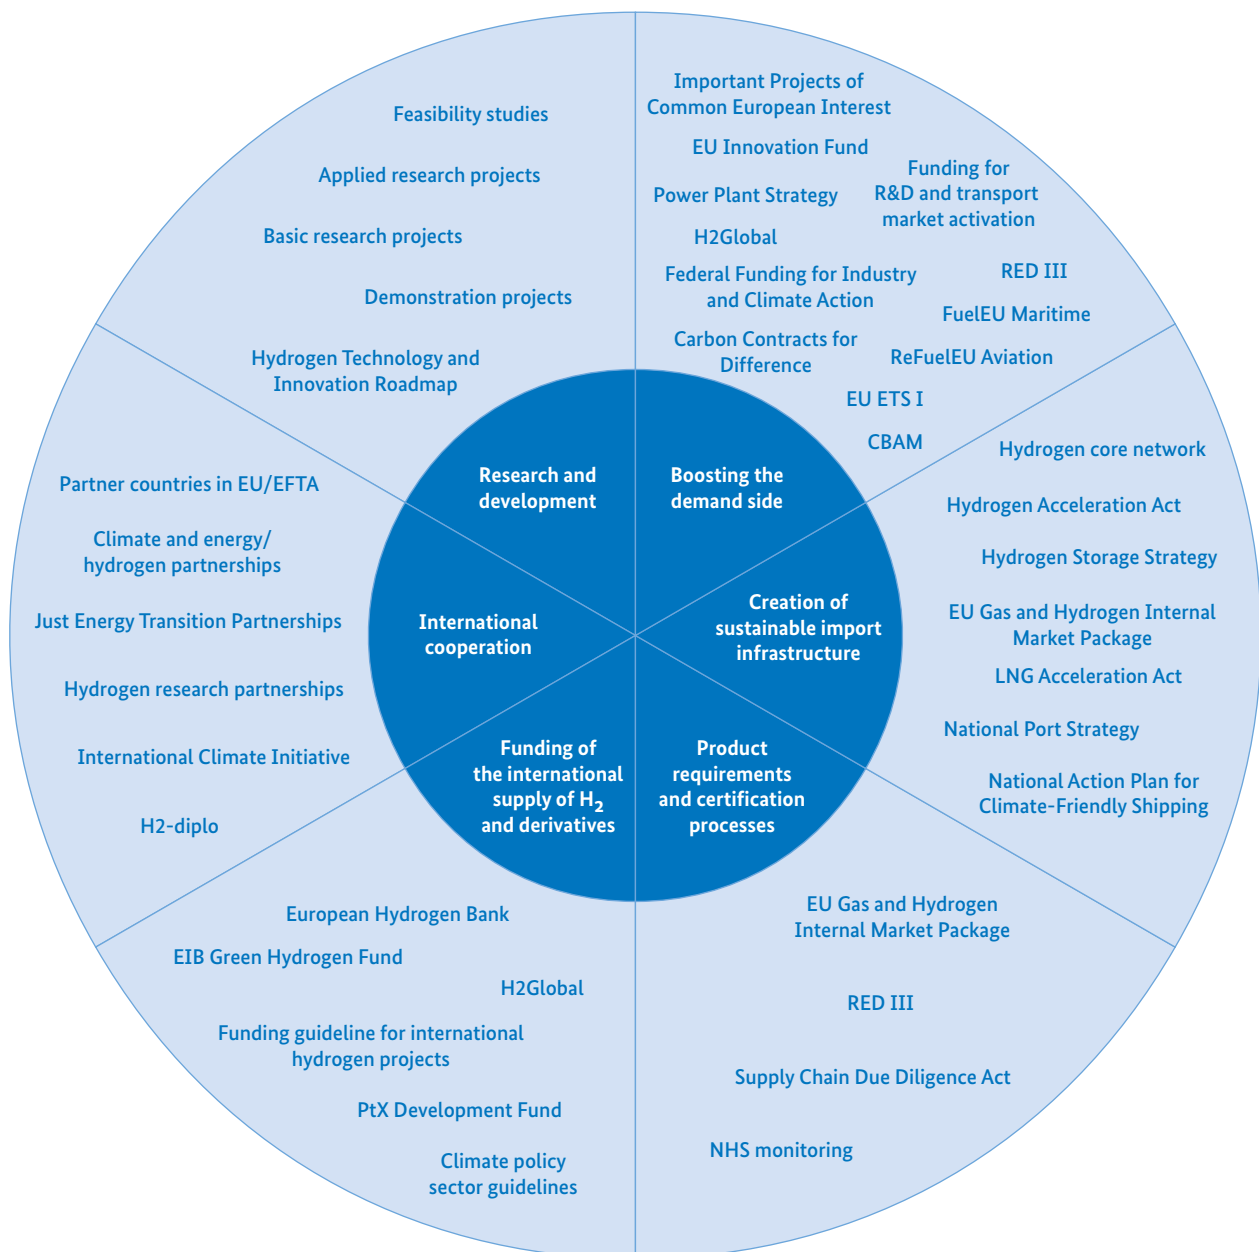 Feasibility studies
Applied research projects
Basic research projects
Demonstration projects
Hydrogen Technology and
Innovation Roadmap
Research and
development
Important Projects of
Common European Interest
EU Innovation Fund
Power Plant Strategy
H2Global
Federal Funding for Industry
and Climate Action
Carbon Contracts for
Difference
Funding for
R&D and transport
market activation
RED III
FuelEU Maritime
ReFuelEU Aviation
EU ETS I
CBAM
Boosting the
demand side
Hydrogen core network
Hydrogen Acceleration Act
Hydrogen Storage Strategy
EU Gas and Hydrogen Internal
Market Package
LNG Acceleration Act
National Port Strategy
National Action Plan for
Climate-Friendly Shipping
Creation of
sustainable import
infrastructure
Product
requirements
and certification
processes
EU Gas and Hydrogen
Internal Market Package
RED III
Supply Chain Due Diligence Act
NHS monitoring
Funding of
the international
supply of H₂
and derivatives
European Hydrogen Bank
EIB Green Hydrogen Fund
H2Global
Funding guideline for international
hydrogen projects
PtX Development Fund
Climate policy
sector guidelines
International
cooperation
Partner countries in EU/EFTA
Climate and energy/
hydrogen partnerships
Just Energy Transition Partnerships
Hydrogen research partnerships
International Climate Initiative
H2-diplo